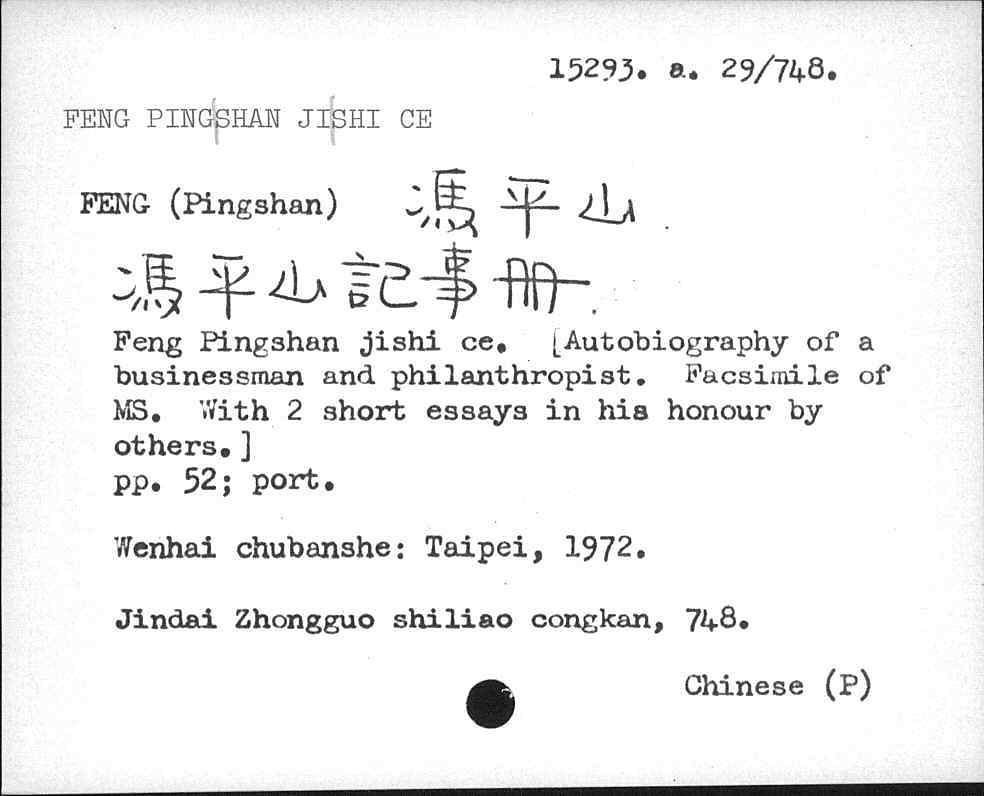 15293. a. 29/748.
FENG PINGSHAN JISHI CE
FENG (Pingshan) 馮平山
馮平山記事冊.
Feng Pingshan jishi ce. [Autobiography of a
businessman and philanthropist. Facsimile of
MS. With 2 short essays in his honour by
others.]
pp. 52; port.
Wenhai chubanshe: Taipei, 1972.
Jindai Zhongguo shiliao congkan, 748.
Chinese (P)